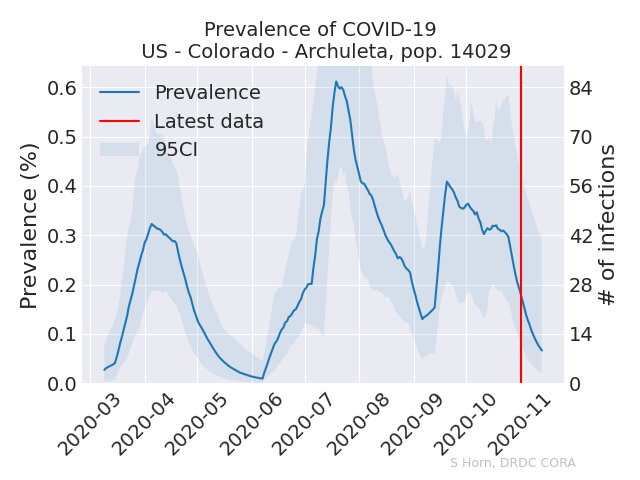 Prevalence of COVID-19
US - Colorado - Archuleta, pop. 14029
Prevalence
Latest data
95CI
Prevalence (%)
0.6
0.5
0.4
0.3
0.2
0.1
0.0
84
70
56
42
28
14
0
# of infections
2020-03
2020-04
2020-05
2020-06
2020-07
2020-08
2020-09
2020-10
2020-11
S Horn, DRDC CORA